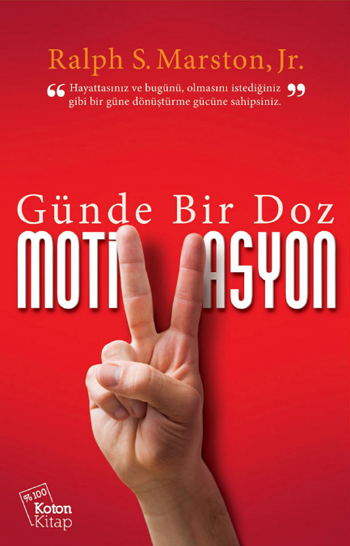 Ralph S. Marston, Jr.
“ Hayattasınız ve bugünü, olmasını istediğiniz
gibi bir güne dönüştürme gücüne sahipsiniz. ”
Günde Bir Doz
MOTİVASYON
%100
Koton
Kitap